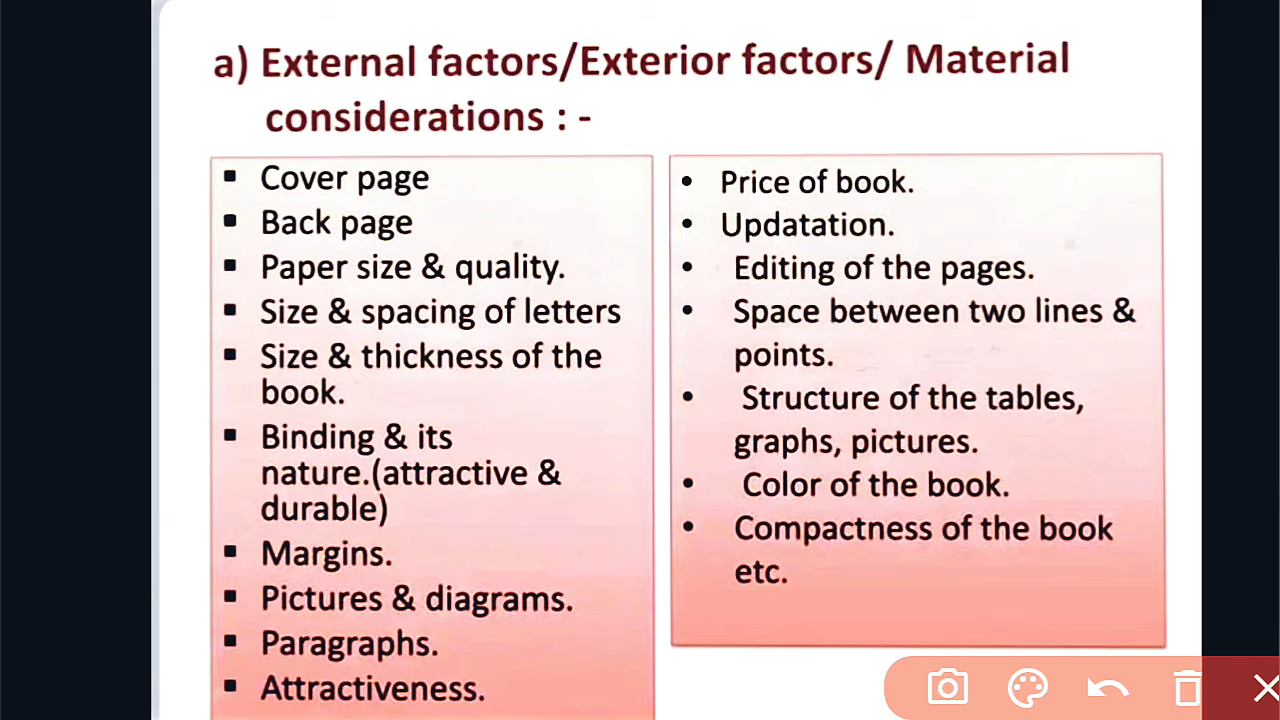 a) External factors/Exterior factors/ Material
considerations : -
▪ Cover page
▪ Back page
▪ Paper size & quality.
▪ Size & spacing of letters
▪ Size & thickness of the
book.
▪ Binding & its
nature.(attractive &
durable)
▪ Margins.
▪ Pictures & diagrams.
▪ Paragraphs.
▪ Attractiveness.
• Price of book.
• Updatation.
• Editing of the pages.
• Space between two lines &
points.
• Structure of the tables,
graphs, pictures.
• Color of the book.
• Compactness of the book
etc.